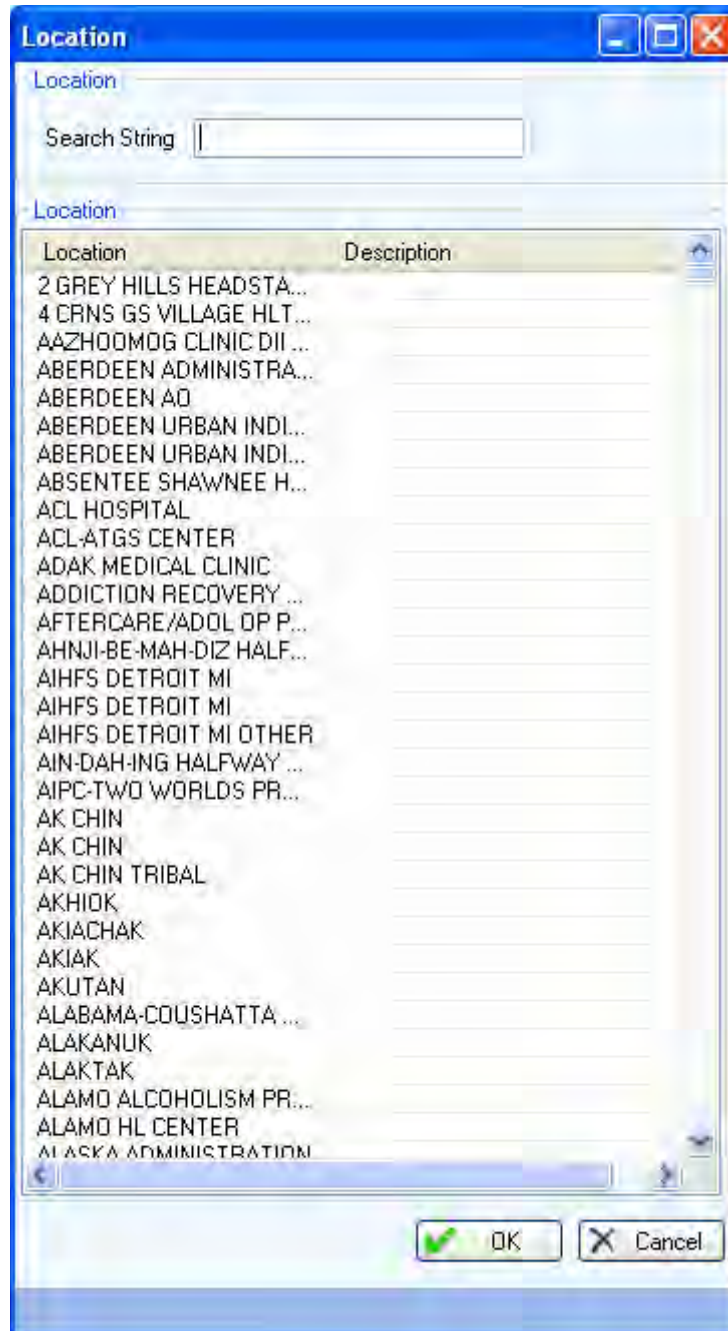 Location
Location
Search String
Location
Location Description
2 GREY HILLS HEADSTA...
4 CRNS GS VILLAGE HLT...
AAZHOOMOG CLINIC DII ...
ABERDEEN ADMINISTRA...
ABERDEEN AO
ABERDEEN URBAN INDI...
ABERDEEN URBAN INDI...
ABSENTEE SHAWNEE H...
ACL HOSPITAL
ACL-ATGS CENTER
ADAK MEDICAL CLINIC
ADDICTION RECOVERY ...
AFTERCARE/ADOL OP P...
AHNJI-BE-MAH-DIZ HALF...
AIHFS DETROIT MI
AIHFS DETROIT MI
AIHFS DETROIT MI OTHER
AIN-DAH-ING HALFWAY ...
AIPC-TWO WORLDS PR...
AK CHIN
AK CHIN
AK CHIN TRIBAL
AKHIOK
AKIACHAK
AKIAK
AKUTAN
ALABAMA-COUSHATTA ...
ALAKANUK
ALAKTAK
ALAMO ALCOHOLISM PR...
ALAMO HL CENTER
ALASKA ADMINISTRATION
OK Cancel